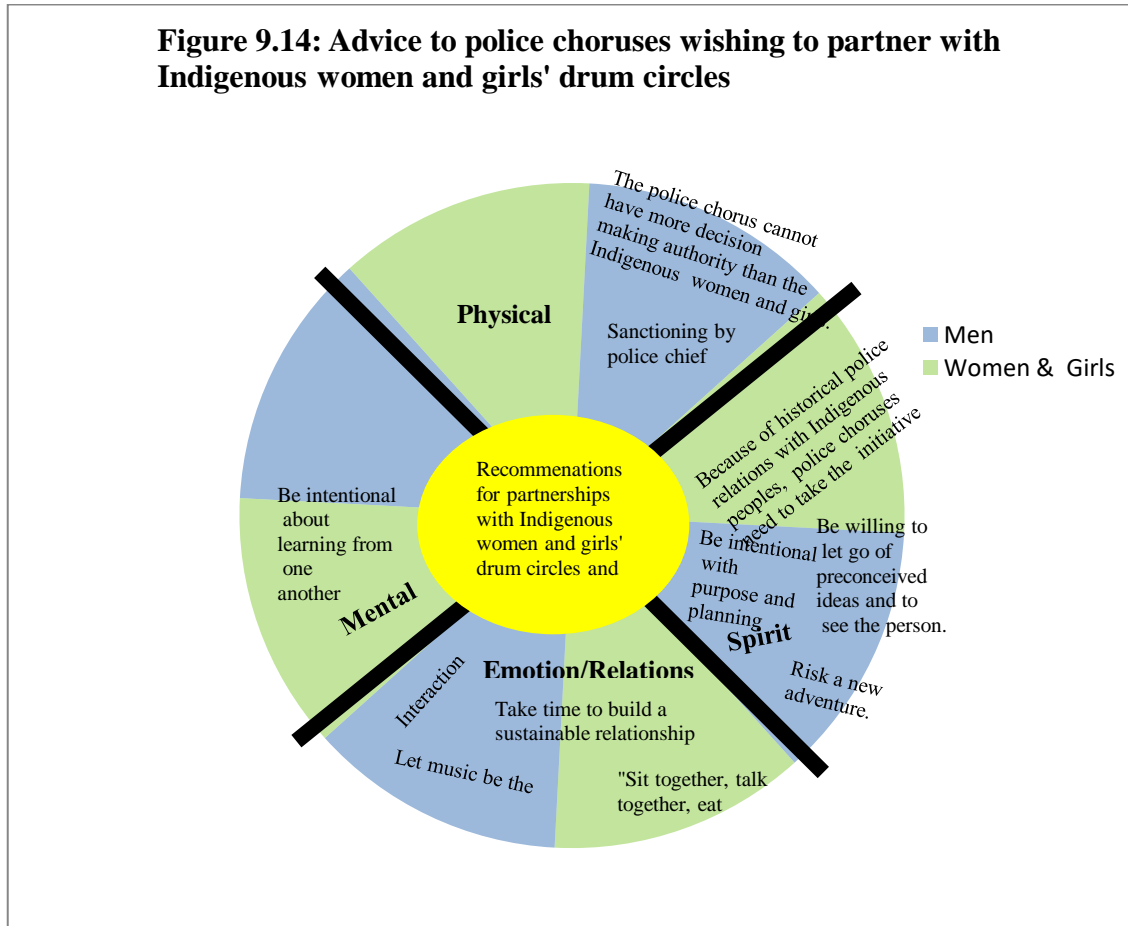 Figure 9.14: Advice to police choruses wishing to partner with
Indigenous women and girls' drum circles
The police chorus cannot
have more decision
making authority than the
Indigenous women and girls.
Physical
Sanctioning by
police chief
Men
Women & Girls
Because of historical police
relations with Indigenous
peoples, police choruses
need to take the initiative
Recommenations
for partnerships
with Indigenous
women and girls'
drum circles and
Be intentional
about
learning from
one
another
Mental
Be intentional
with
purpose and
planning
Be willing to
let go of
preconceived
ideas and to
see the person.
Spirit
Risk a new
adventure.
Emotion/Relations
Interaction
Take time to build a
sustainable relationship
Let music be the
"Sit together, talk
together, eat